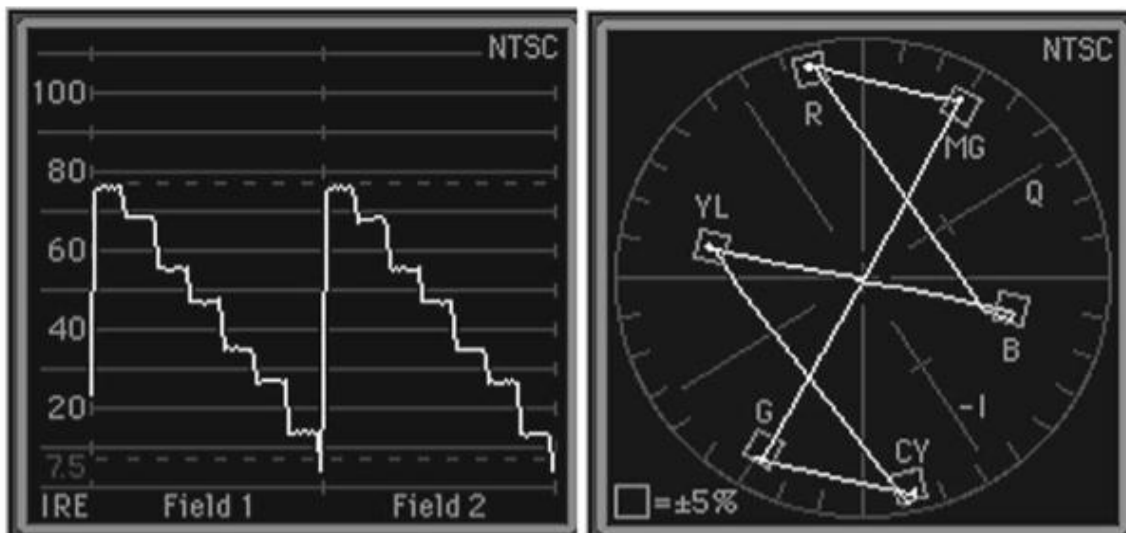 NTSC
100
80
60
40
20
7.5
IRE Field 1 Field 2
NTSC
R
MG
Q
YL
B
G
-I
CY
□=±5%